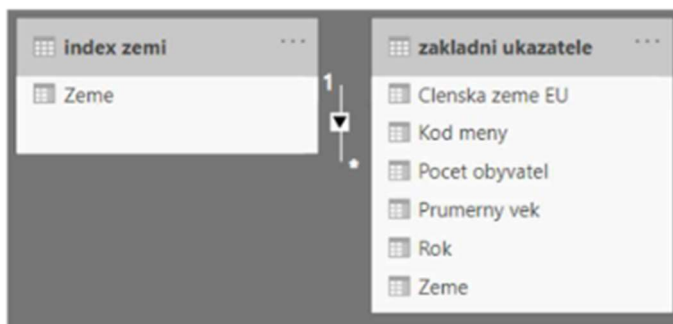 index zemi ...
Zeme
1
*
zakladni ukazatele ...
Clenska zeme EU
Kod meny
Pocet obyvatel
Prumerny vek
Rok
Zeme